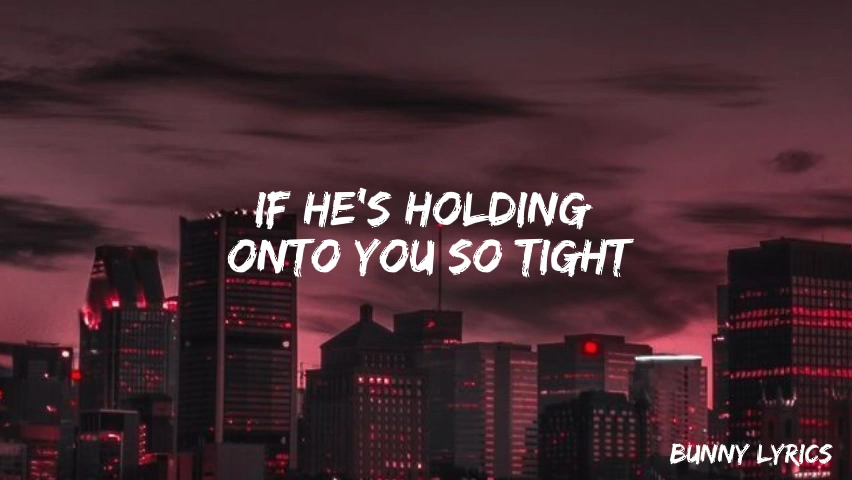 IF HE'S HOLDING
ONTO YOU SO TIGHT
BUNNY LYRICS